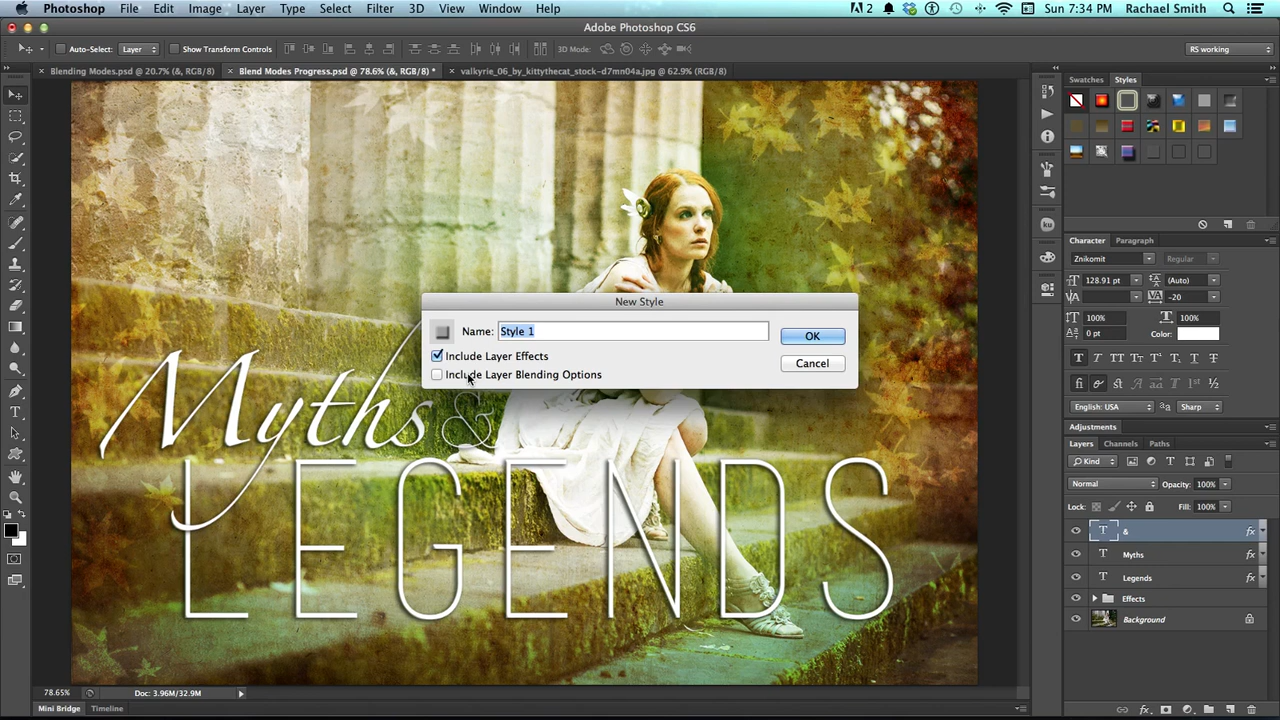 Photoshop File Edit Image Layer Type Select Filter 3D View Window Help 2 Sun 7:34 PM Rachael Smith
Adobe Photoshop CS6
Auto-Select: Layer Show Transform Controls 3D Mode: RS working
Blending Modes.psd @ 20.7% (&, RGB/8) Blend Modes Progress.psd @ 78.6% (&, RGB/8) * valkyrie_06_by_kittythecat_stock-d7mn04a.jpg @ 62.9% (RGB/8)
Swatches Styles
Character Paragraph
Znikomit Regular
128.91 pt (Auto)
-20
100% 100%
0 pt Color:
English: USA Sharp
Adjustments
Layers Channels Paths
Kind
Normal Opacity: 100%
Lock: Fill: 100%
&
Myths
Legends
Effects
Background
New Style
Name: Style 1 OK
Include Layer Effects
Cancel
Include Layer Blending Options
Myths &
LEGENDS
78.65% Doc: 3.96M/32.9M
Mini Bridge Timeline